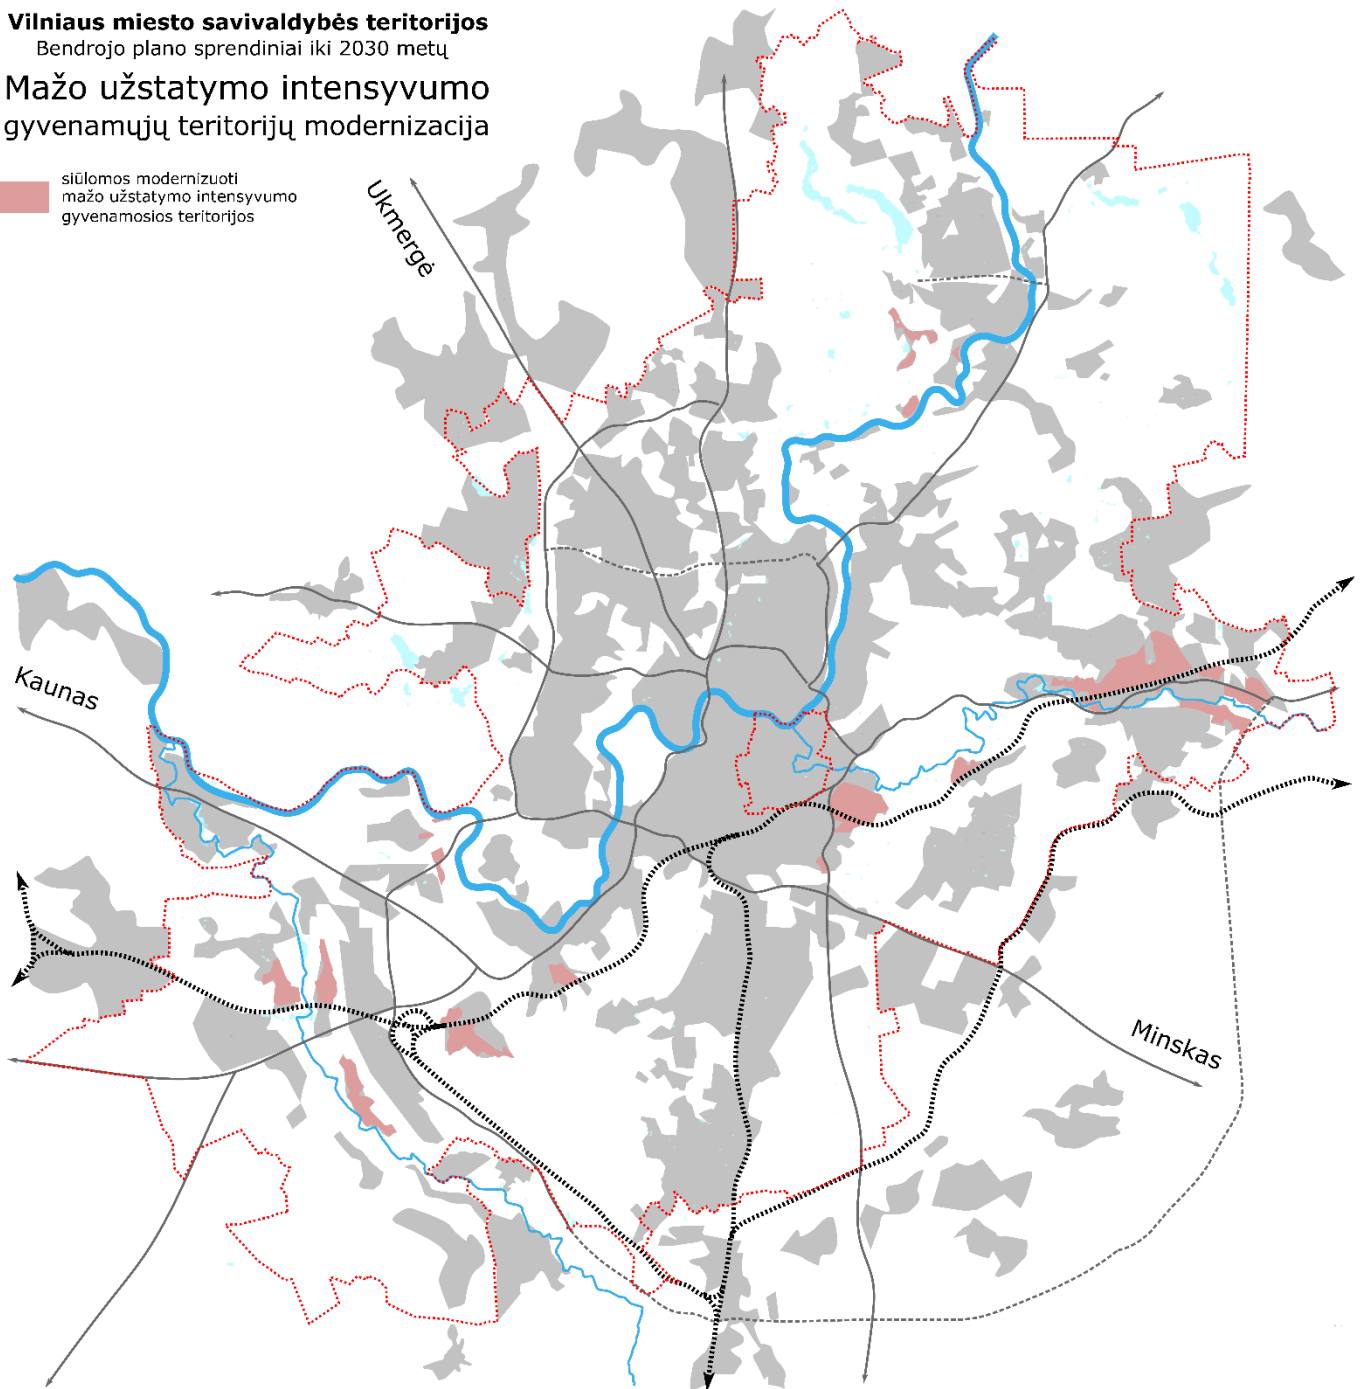 Vilniaus miesto savivaldybės teritorijos
Bendrojo plano sprendiniai iki 2030 metų
Mažo užstatymo intensyvumo
gyvenamųjų teritorijų modernizacija
siūlomos modernizuoti
mažo užstatymo intensyvumo
gyvenamosios teritorijos
Ukmergė
Kaunas
Minskas